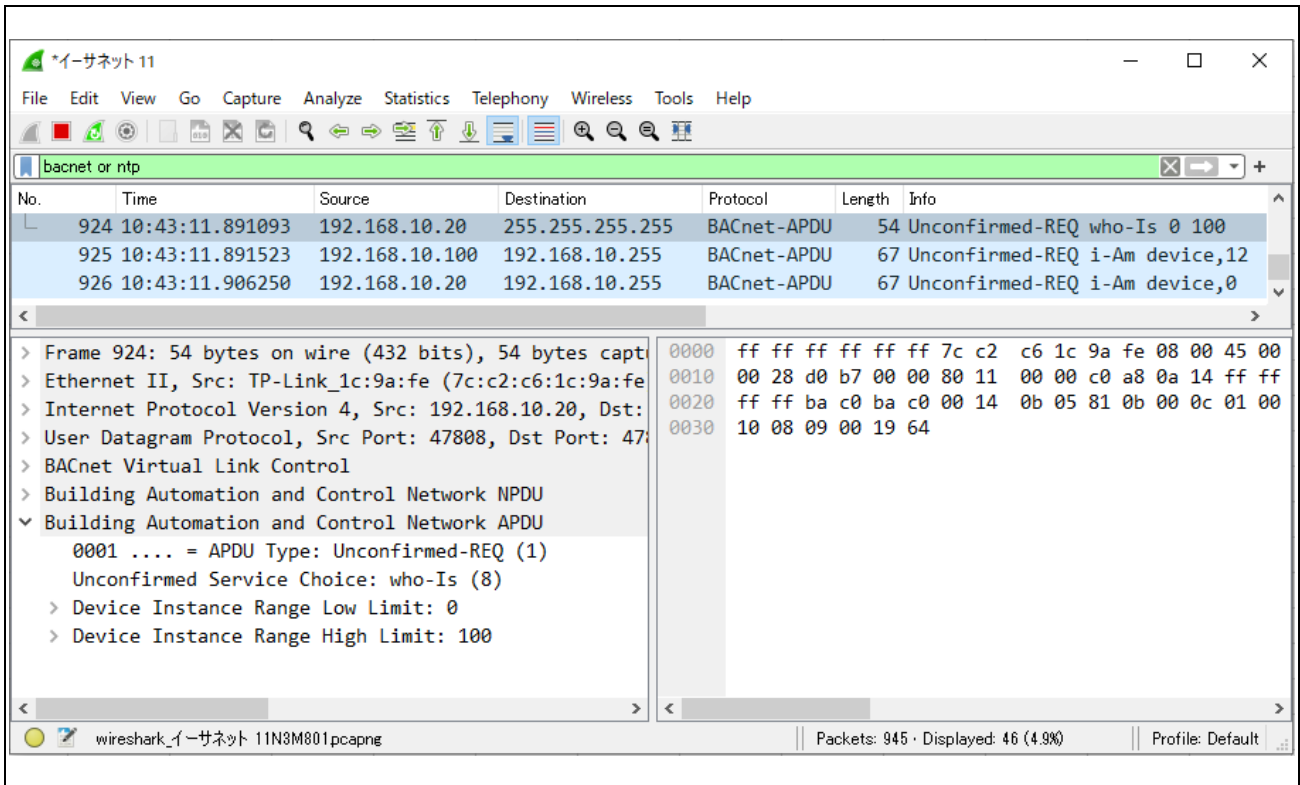 *イーサネット 11
File Edit View Go Capture Analyze Statistics Telephony Wireless Tools Help
bacnet or ntp
No. Time Source Destination Protocol Length Info
924 10:43:11.891093 192.168.10.20 255.255.255.255 BACnet-APDU 54 Unconfirmed-REQ who-Is 0 100
925 10:43:11.891523 192.168.10.100 192.168.10.255 BACnet-APDU 67 Unconfirmed-REQ i-Am device,12
926 10:43:11.906250 192.168.10.20 192.168.10.255 BACnet-APDU 67 Unconfirmed-REQ i-Am device,0
Frame 924: 54 bytes on wire (432 bits), 54 bytes capt
Ethernet II, Src: TP-Link_1c:9a:fe (7c:c2:c6:1c:9a:fe
Internet Protocol Version 4, Src: 192.168.10.20, Dst:
User Datagram Protocol, Src Port: 47808, Dst Port: 47
BACnet Virtual Link Control
Building Automation and Control Network NPDU
Building Automation and Control Network APDU
0001 .... = APDU Type: Unconfirmed-REQ (1)
Unconfirmed Service Choice: who-Is (8)
Device Instance Range Low Limit: 0
Device Instance Range High Limit: 100
0000 ff ff ff ff ff ff 7c c2 c6 1c 9a fe 08 00 45 00
0010 00 28 d0 b7 00 00 80 11 00 00 c0 a8 0a 14 ff ff
0020 ff ff ba c0 ba c0 00 14 0b 05 81 0b 00 0c 01 00
0030 10 08 09 00 19 64
wireshark_イーサネット 11N3M801.pcapng
Packets: 945 · Displayed: 46 (4.9%)
Profile: Default